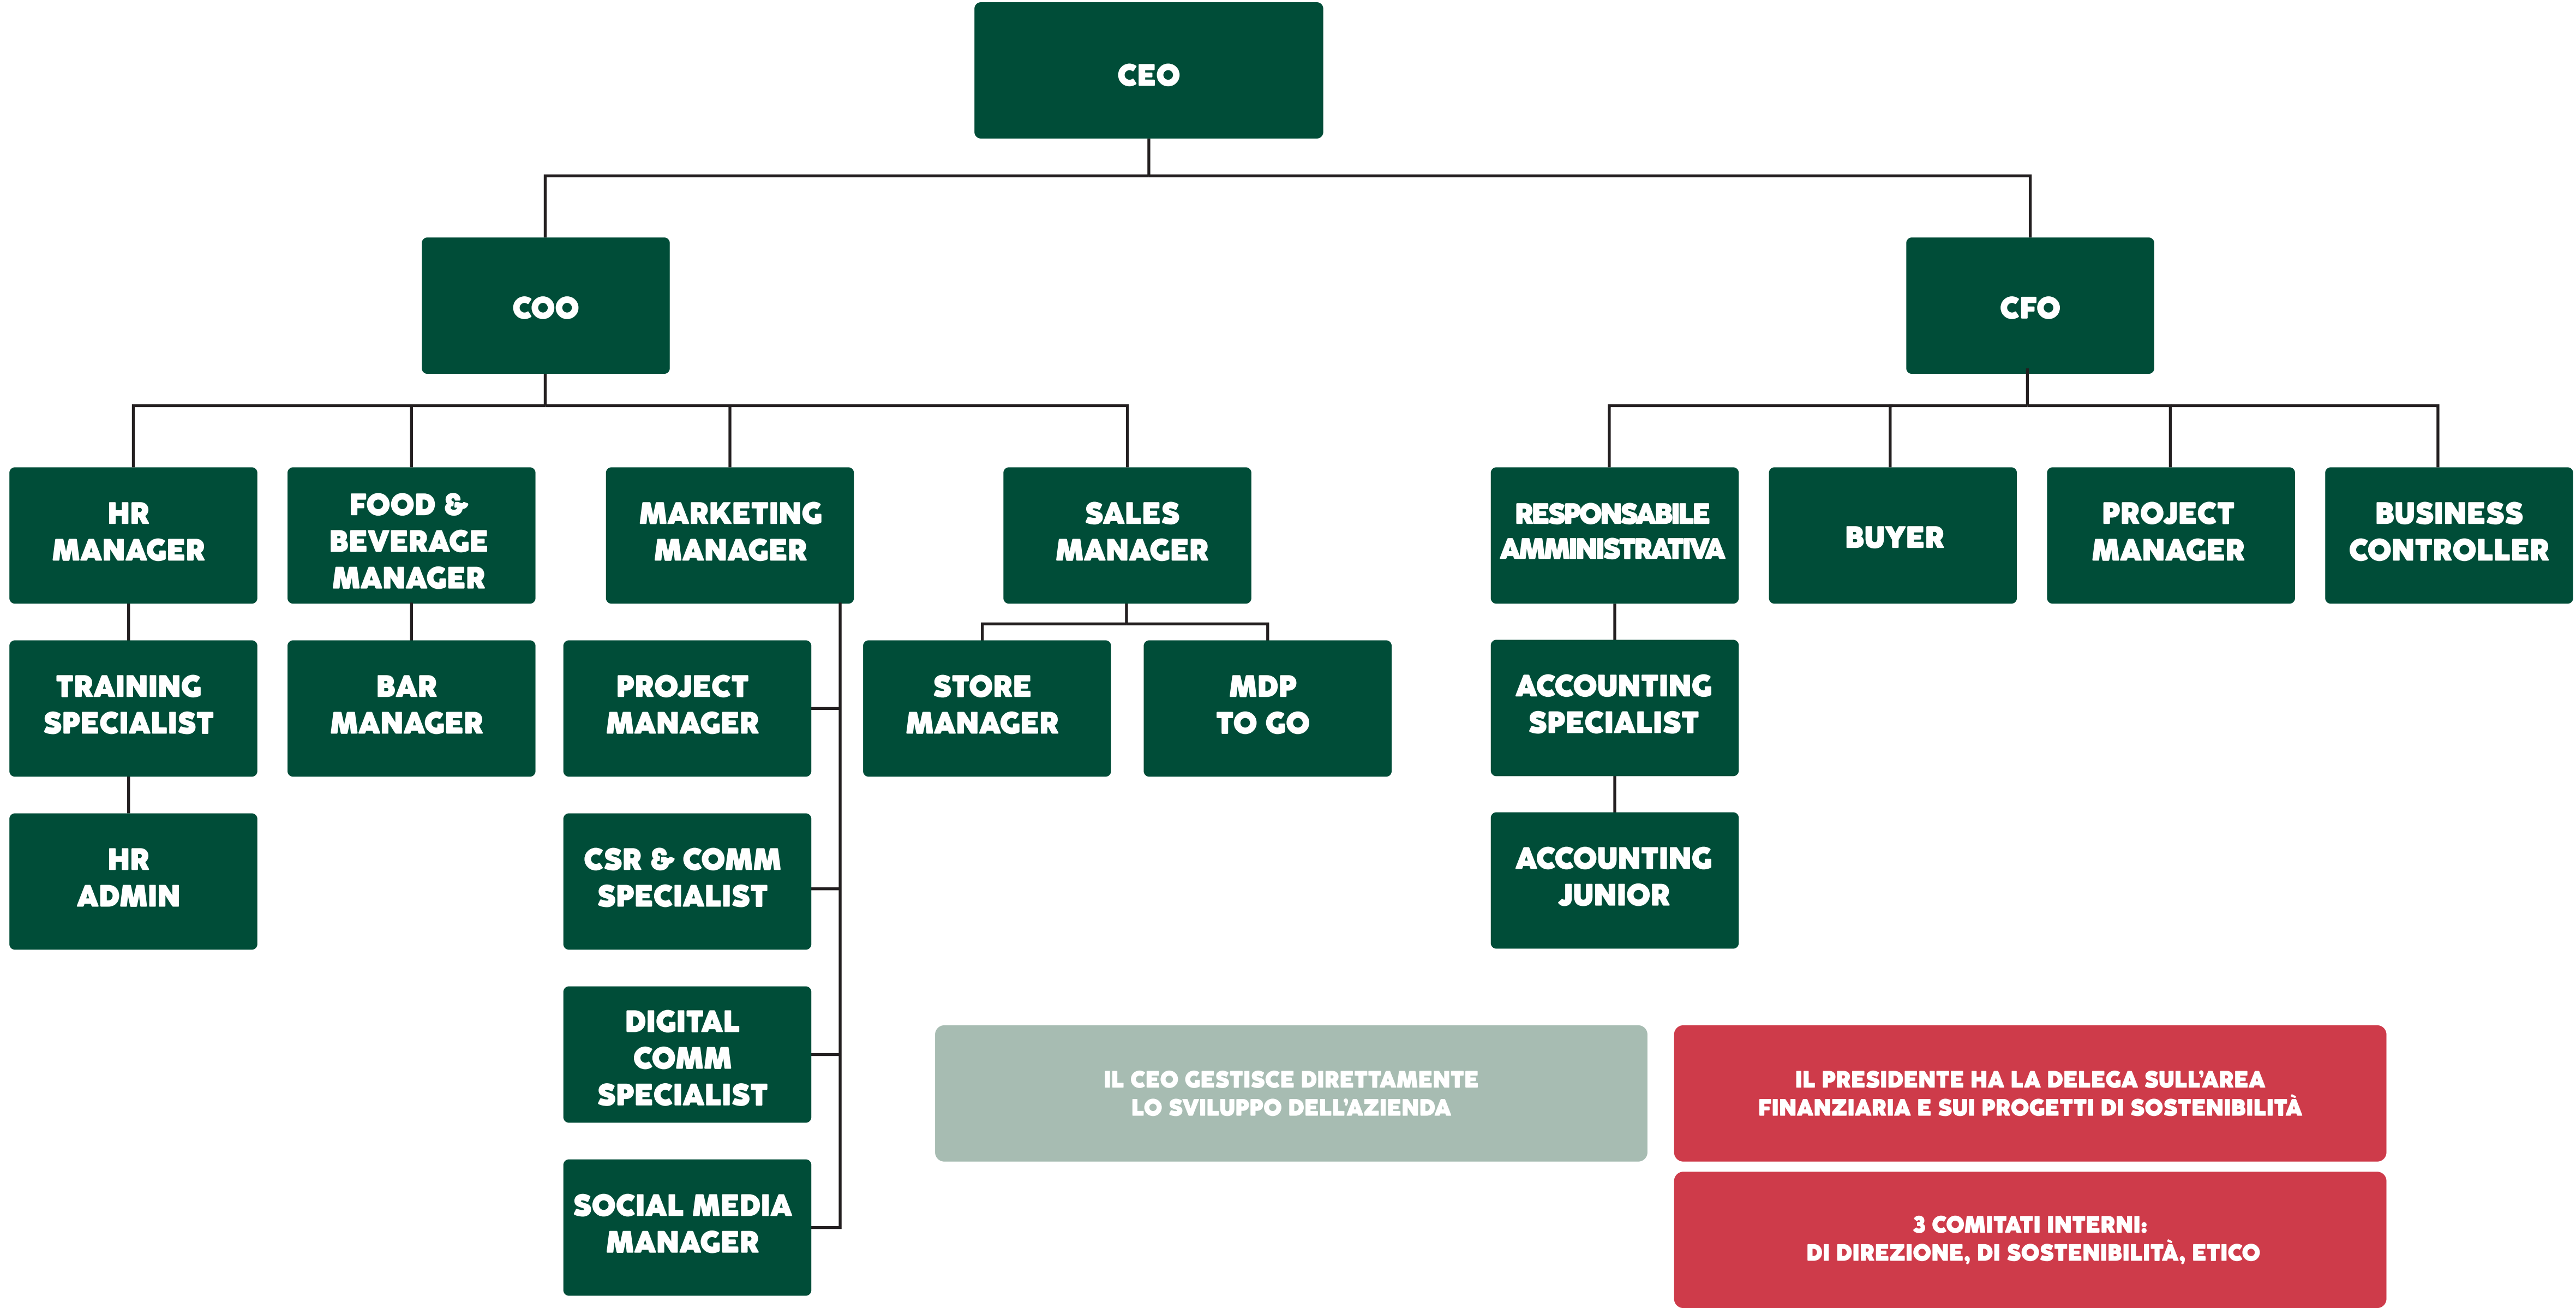 CEO
COO
CFO
HR
MANAGER
FOOD &
BEVERAGE
MANAGER
MARKETING
MANAGER
SALES
MANAGER
RESPONSABILE
AMMINISTRATIVA
BUYER
PROJECT
MANAGER
BUSINESS
CONTROLLER
TRAINING
SPECIALIST
BAR
MANAGER
PROJECT
MANAGER
STORE
MANAGER
MDP
TO GO
ACCOUNTING
SPECIALIST
HR
ADMIN
CSR & COMM
SPECIALIST
ACCOUNTING
JUNIOR
DIGITAL
COMM
SPECIALIST
SOCIAL MEDIA
MANAGER
IL CEO GESTISCE DIRETTAMENTE
LO SVILUPPO DELL'AZIENDA
IL PRESIDENTE HA LA DELEGA SULL'AREA
FINANZIARIA E SUI PROGETTI DI SOSTENIBILITÀ
3 COMITATI INTERNI:
DI DIREZIONE, DI SOSTENIBILITÀ, ETICO